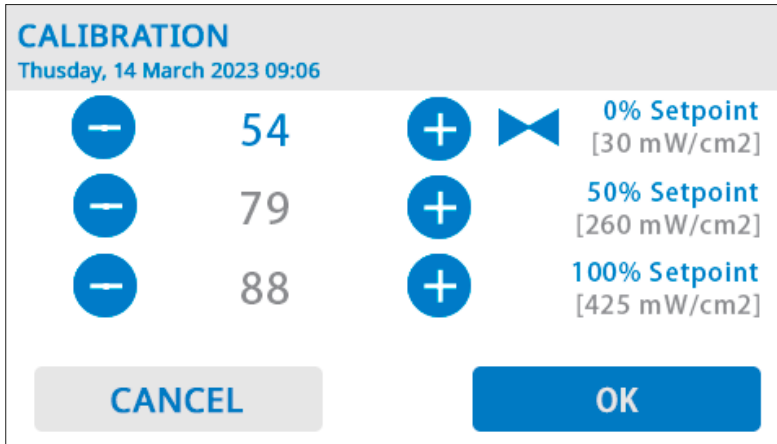 CALIBRATION
Thusday, 14 March 2023 09:06
54 0% Setpoint
[30 mW/cm2]
79 50% Setpoint
[260 mW/cm2]
88 100% Setpoint
[425 mW/cm2]
CANCEL OK